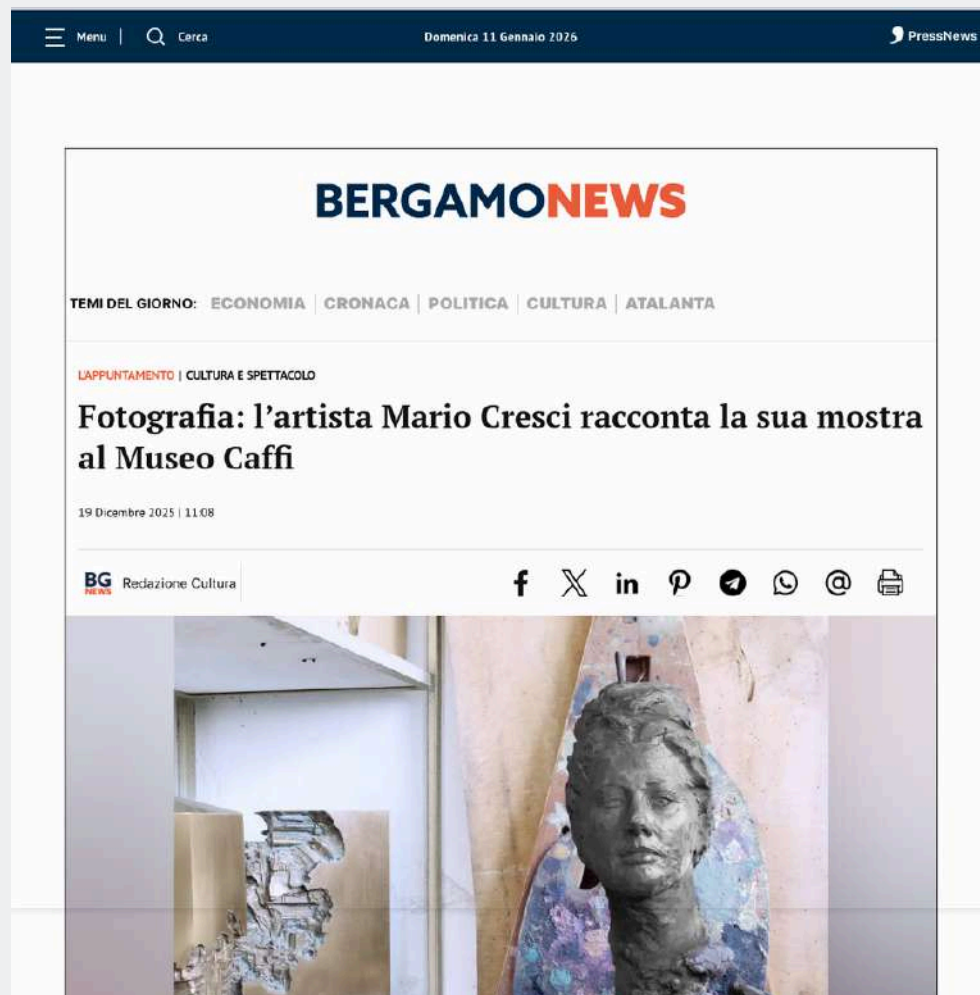 Menu | Cerca
Domenica 11 Gennaio 2026
PressNews
BERGAMONEWS
TEMI DEL GIORNO: ECONOMIA | CRONACA | POLITICA | CULTURA | ATALANTA
L'APPUNTAMENTO | CULTURA E SPETTACOLO
Fotografia: l’artista Mario Cresci racconta la sua mostra
al Museo Caffi
19 Dicembre 2025 | 11:08
BG
NEWS
Redazione Cultura